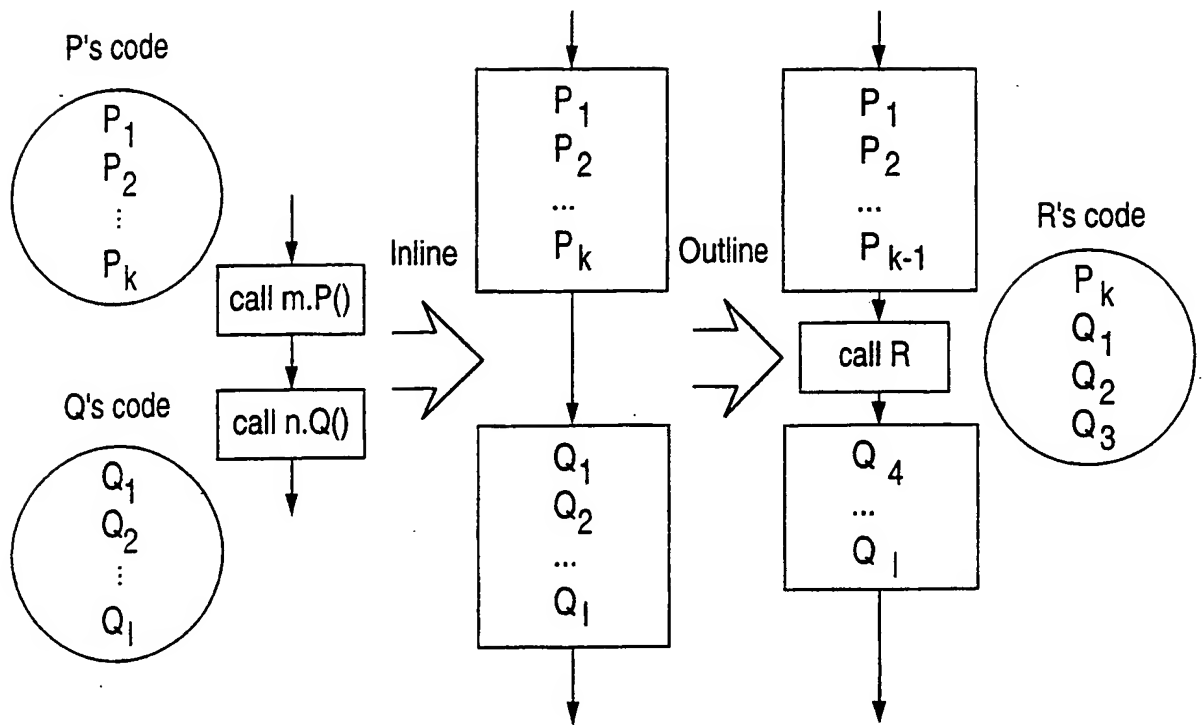 P's code
P1
P2
⋮
Pk
call m.P()
call n.Q()
Q's code
Q1
Q2
⋮
Ql
Inline
P1
P2
...
Pk
Q1
Q2
...
Ql
Outline
P1
P2
...
Pk-1
call R
Q4
...
Ql
R's code
Pk
Q1
Q2
Q3